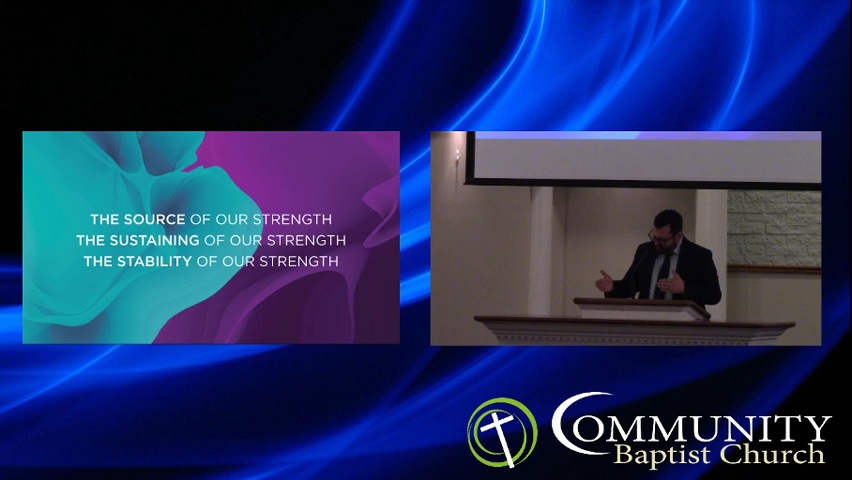 THE SOURCE OF OUR STRENGTH
THE SUSTAINING OF OUR STRENGTH
THE STABILITY OF OUR STRENGTH
COMMUNITY
Baptist Church